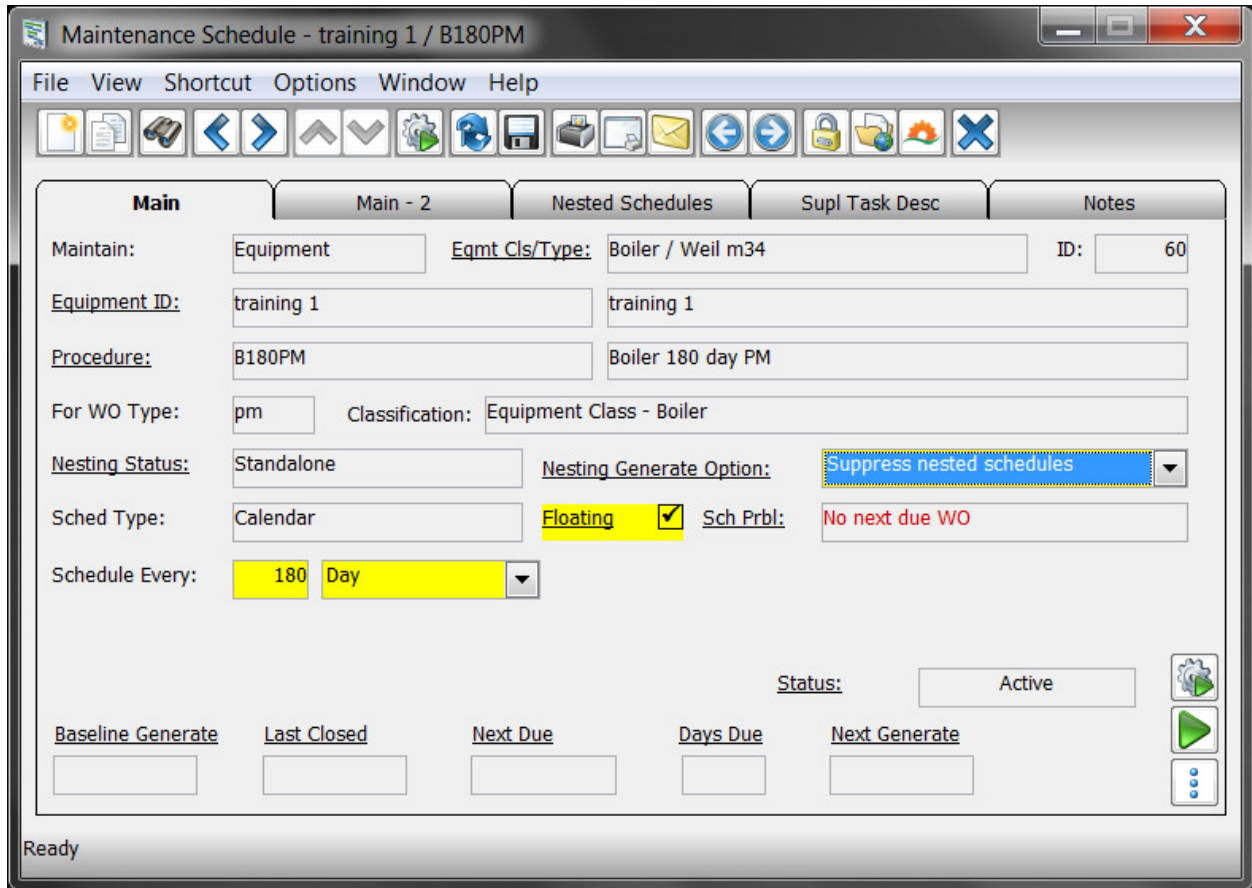 Maintenance Schedule - training 1 / B180PM
File View Shortcut Options Window Help
Main Main - 2 Nested Schedules Supl Task Desc Notes
Maintain: Equipment Eqmt Cls/Type: Boiler / Weil m34 ID: 60
Equipment ID: training 1 training 1
Procedure: B180PM Boiler 180 day PM
For WO Type: pm Classification: Equipment Class - Boiler
Nesting Status: Standalone Nesting Generate Option: Suppress nested schedules
Sched Type: Calendar Floating Sch Prbl: No next due WO
Schedule Every: 180 Day
Status: Active
Baseline Generate Last Closed Next Due Days Due Next Generate
Ready